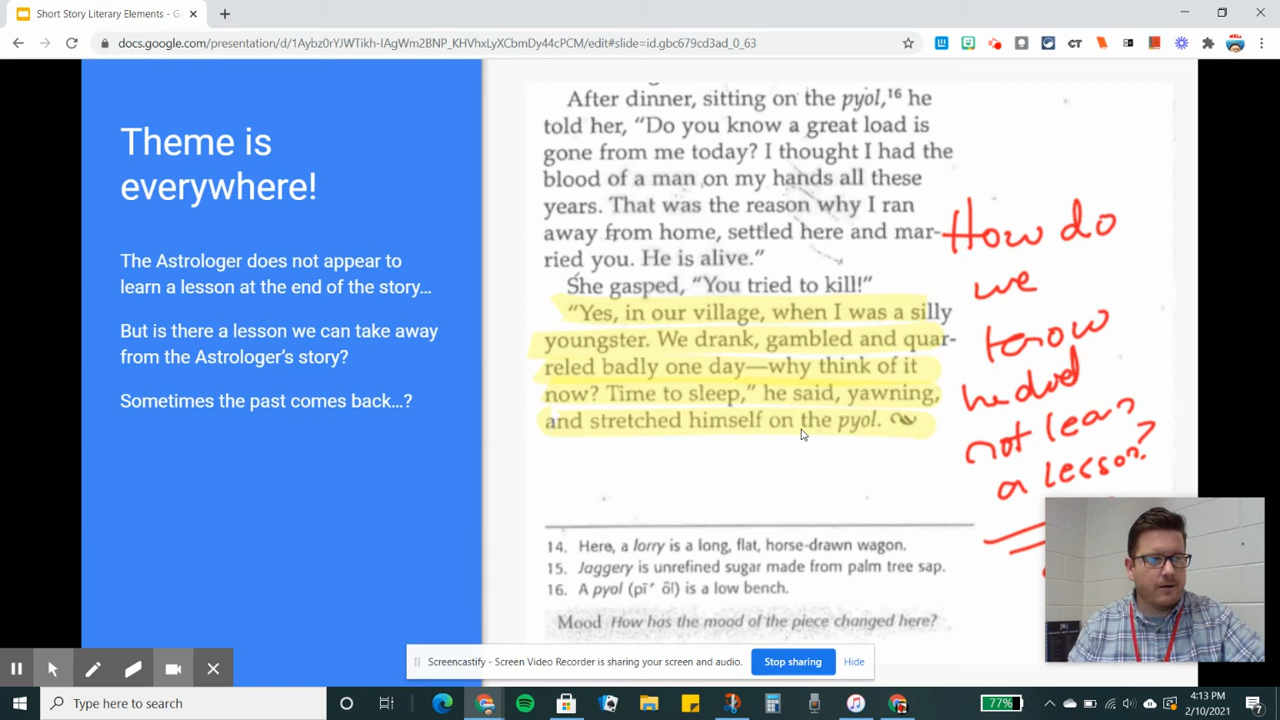 Short Story Literary Elements - G
docs.google.com/presentation/d/1Aybz0rYJWTikh-IAgWm2BNP_KHVhxLyXCbmDy44cPCM/edit#slide=id.gbc679cd3ad_0_63
Theme is
everywhere!
The Astrologer does not appear to
learn a lesson at the end of the story…
But is there a lesson we can take away
from the Astrologer's story?
Sometimes the past comes back…?
After dinner, sitting on the pyol,16 he
told her, “Do you know a great load is
gone from me today? I thought I had the
blood of a man on my hands all these
years. That was the reason why I ran
away from home, settled here and mar-
ried you. He is alive.”
She gasped, “You tried to kill!”
“Yes, in our village, when I was a silly
youngster. We drank, gambled and quar-
reled badly one day—why think of it
now? Time to sleep,” he said, yawning,
and stretched himself on the pyol.
How do
we
know
he did
not learn
a lesson?
14. Here, a lorry is a long, flat, horse-drawn wagon.
15. Jaggery is unrefined sugar made from palm tree sap.
16. A pyol (pī′ ôl) is a low bench.
Mood How has the mood of the piece changed here?
Screencastify - Screen Video Recorder is sharing your screen and audio.
Stop sharing
Hide
Type here to search
77%
4:13 PM
2/10/2021